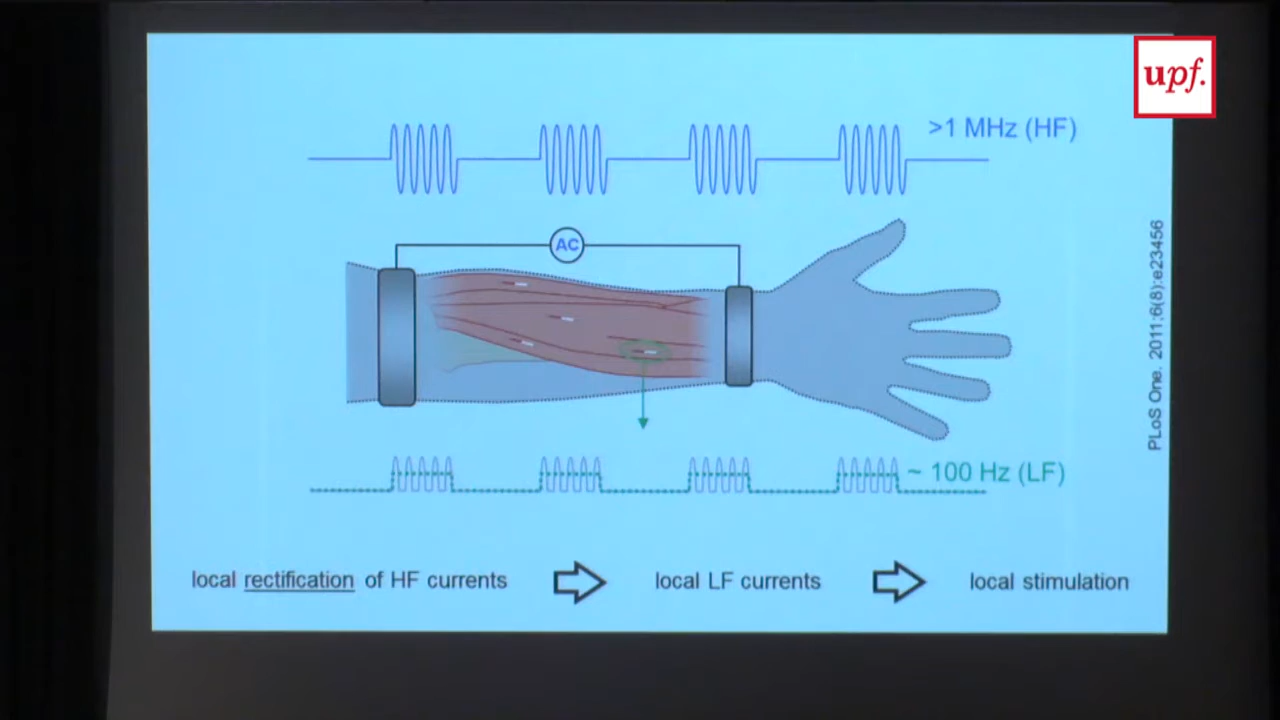 upf.
>1 MHz (HF)
AC
PLoS One. 2011;6(8):e23456
~ 100 Hz (LF)
local rectification of HF currents
local LF currents
local stimulation